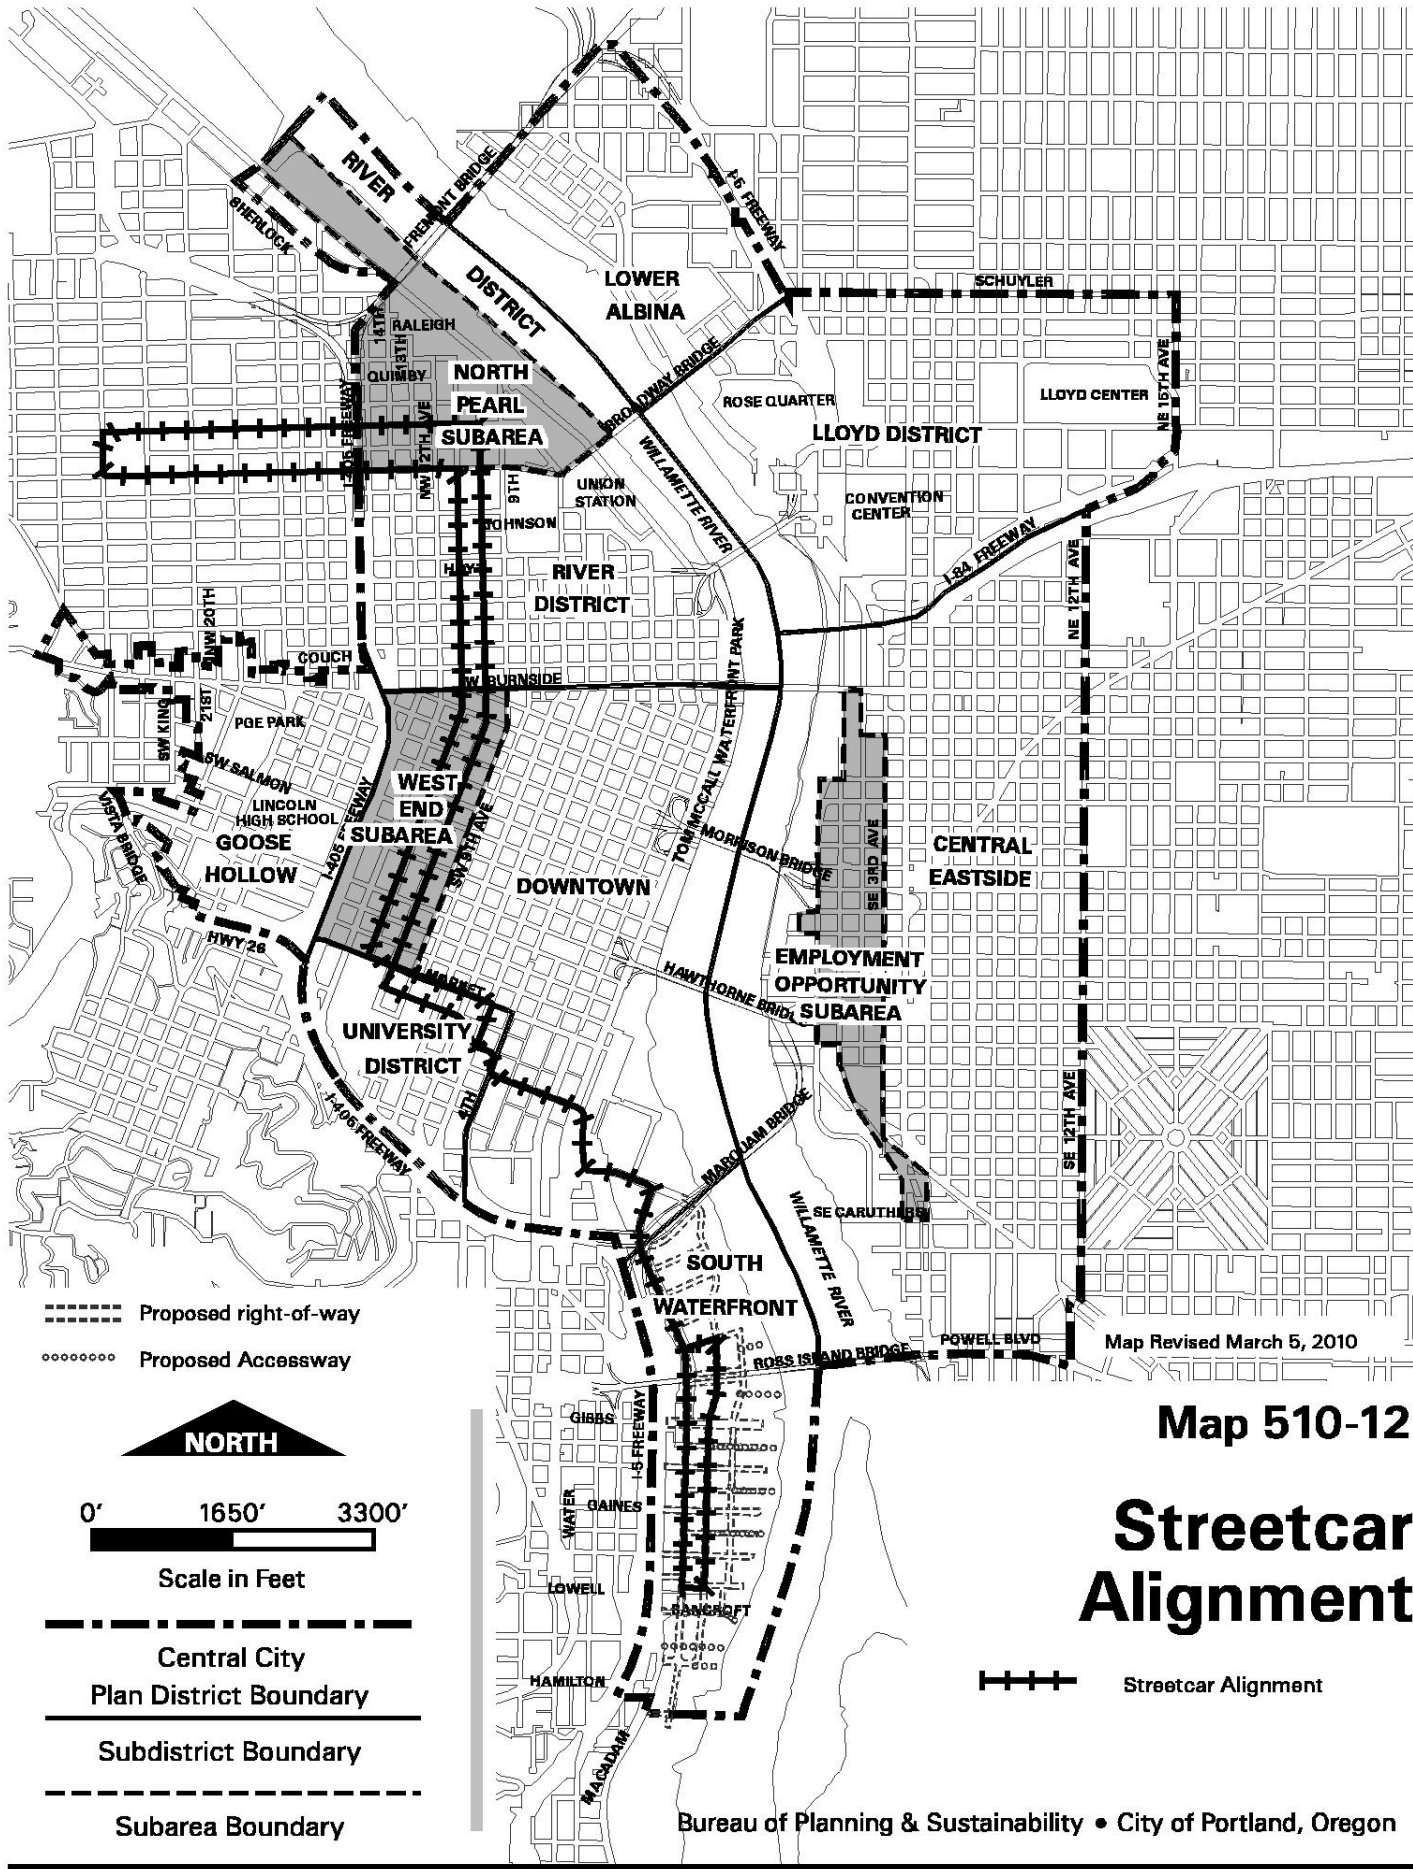 RIVER
DISTRICT
FREMONT BRIDGE
SHERLOCK
I-5 FREEWAY
LOWER
ALBINA
SCHUYLER
14TH
RALEIGH
13TH
QUIMBY
NORTH
PEARL
SUBAREA
BROADWAY BRIDGE
ROSE QUARTER
LLOYD CENTER
NE 15TH AVE
LLOYD DISTRICT
I-405 FREEWAY
NW 12TH AVE
9TH
UNION
STATION
WILLAMETTE RIVER
CONVENTION
CENTER
JOHNSON
HOYT
RIVER
DISTRICT
I-84 FREEWAY
NE 12TH AVE
NW 20TH
COUCH
W BURNSIDE
TOM MCCALL WATERFRONT PARK
SW KING
21ST
PGE PARK
SW SALMON
LINCOLN
HIGH SCHOOL
GOOSE
HOLLOW
VISTA BRIDGE
I-405 FREEWAY
WEST
END
SUBAREA
SW 9TH AVE
DOWNTOWN
MORRISON BRIDGE
SE 3RD AVE
CENTRAL
EASTSIDE
HWY 26
MARKET
HAWTHORNE BRIDGE
EMPLOYMENT
OPPORTUNITY
SUBAREA
UNIVERSITY
DISTRICT
4TH
I-405 FREEWAY
MARQUAM BRIDGE
SE 12TH AVE
WILLAMETTE RIVER
SE CARUTHERS
SOUTH
WATERFRONT
POWELL BLVD
ROSS ISLAND BRIDGE
Map Revised March 5, 2010
GIBBS
I-5 FREEWAY
WATER
GAINES
LOWELL
BANCROFT
HAMILTON
MACADAM
Proposed right-of-way
Proposed Accessway
NORTH
0' 1650' 3300'
Scale in Feet
Central City
Plan District Boundary
Subdistrict Boundary
Subarea Boundary
Map 510-12
Streetcar
Alignment
Streetcar Alignment
Bureau of Planning & Sustainability • City of Portland, Oregon